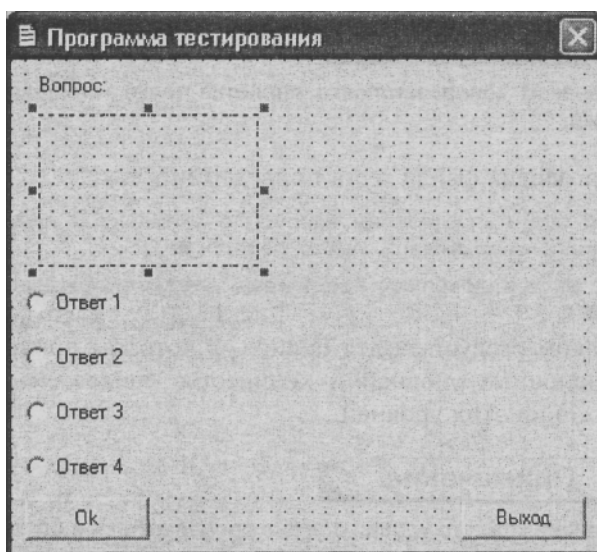 Программа тестирования
Вопрос:
Ответ 1
Ответ 2
Ответ 3
Ответ 4
Ok
Выход